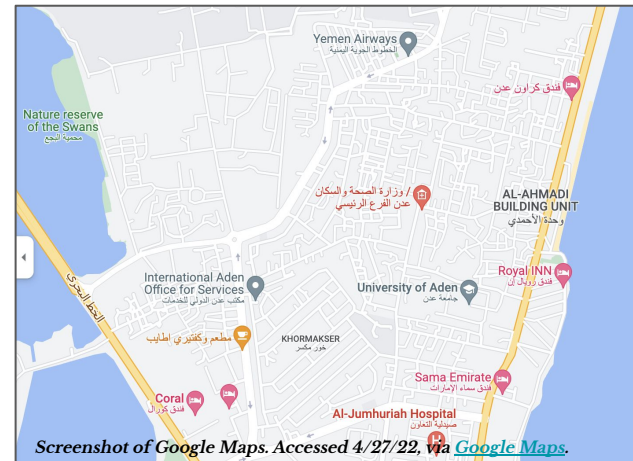 Yemen Airways
الخطوط الجوية اليمنية
فندق كراون عدن
Nature reserve
of the Swans
محمية البجع
وزارة الصحة والسكان /
عدن الفرع الرئيسي
AL-AHMADI
BUILDING UNIT
وحدة الأحمدي
الخط البحري
International Aden
Office for Services
مكتب عدن الدولي للخدمات
University of Aden
جامعة عدن
Royal INN
فندق رويال إن
مطعم وكفتيري اطايب
KHORMAKSER
خور مكسر
Sama Emirate
فندق سماء الإمارات
Coral
فندق كورال
Al-Jumhuriah Hospital
صيدلية التعاون
Screenshot of Google Maps. Accessed 4/27/22, via Google Maps.